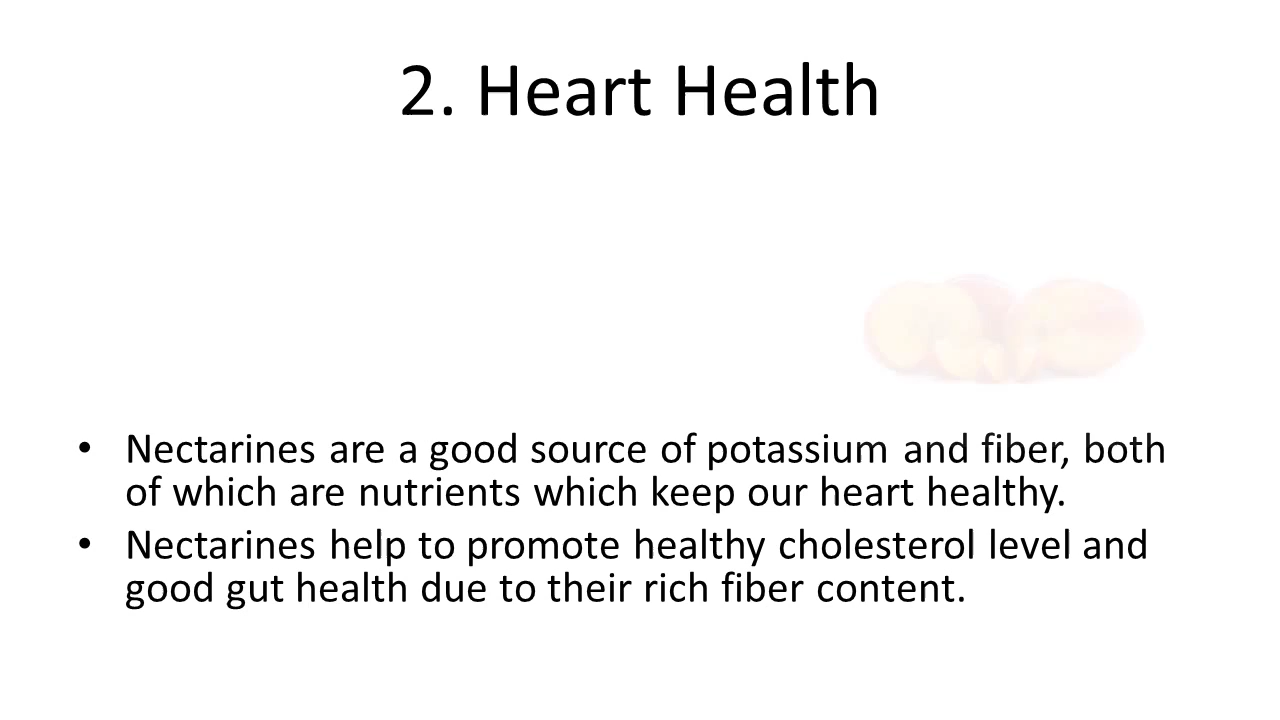 2. Heart Health
• Nectarines are a good source of potassium and fiber, both
of which are nutrients which keep our heart healthy.
• Nectarines help to promote healthy cholesterol level and
good gut health due to their rich fiber content.